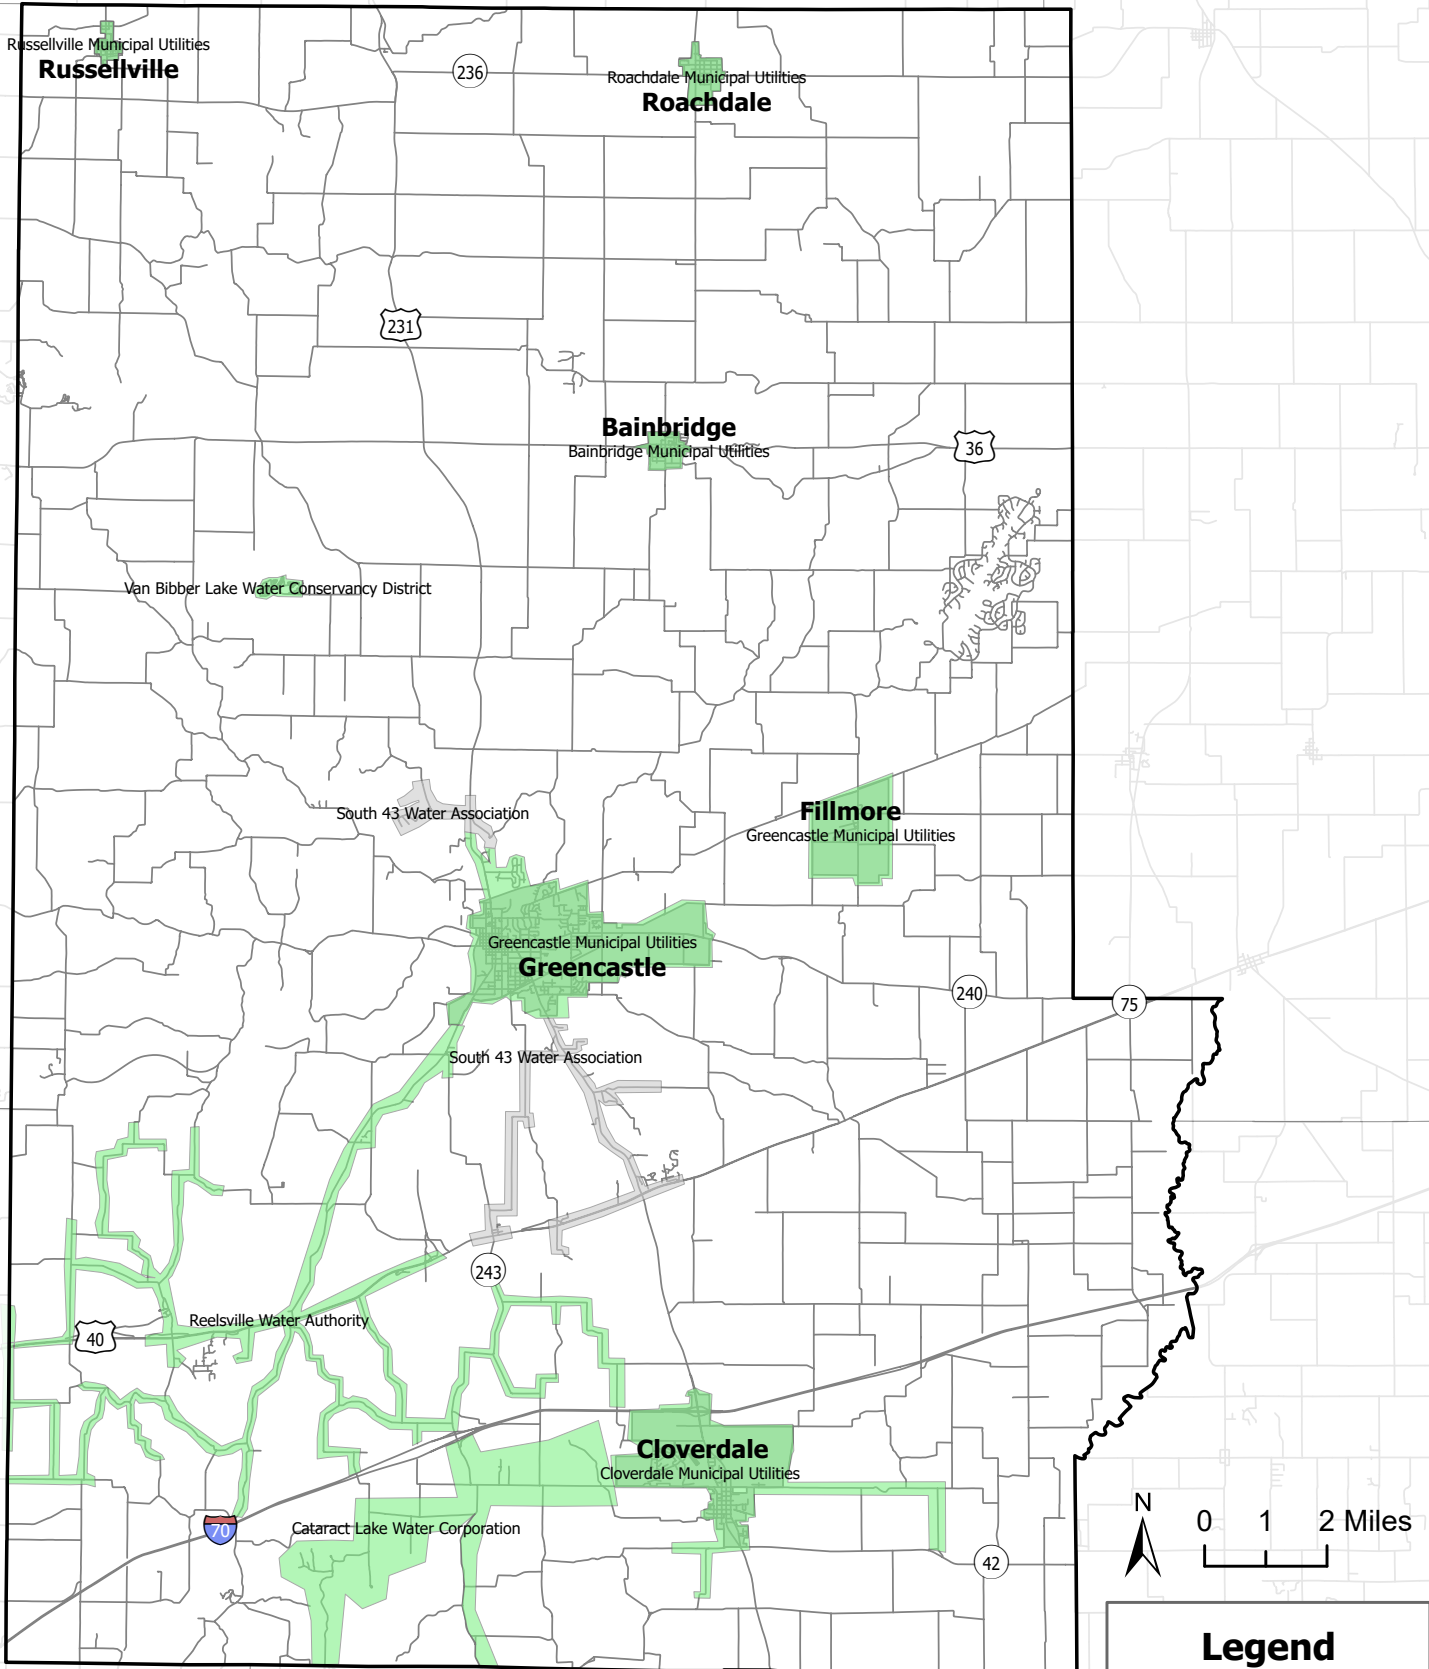 Russellville Municipal Utilities
Russellville
236
Roachdale Municipal Utilities
Roachdale
231
Bainbridge
Bainbridge Municipal Utilities
36
Van Bibber Lake Water Conservancy District
South 43 Water Association
Fillmore
Greencastle Municipal Utilities
Greencastle Municipal Utilities
Greencastle
240
75
South 43 Water Association
243
Reelsville Water Authority
40
Cloverdale
Cloverdale Municipal Utilities
70
Cataract Lake Water Corporation
42
N
0 1 2 Miles
Legend